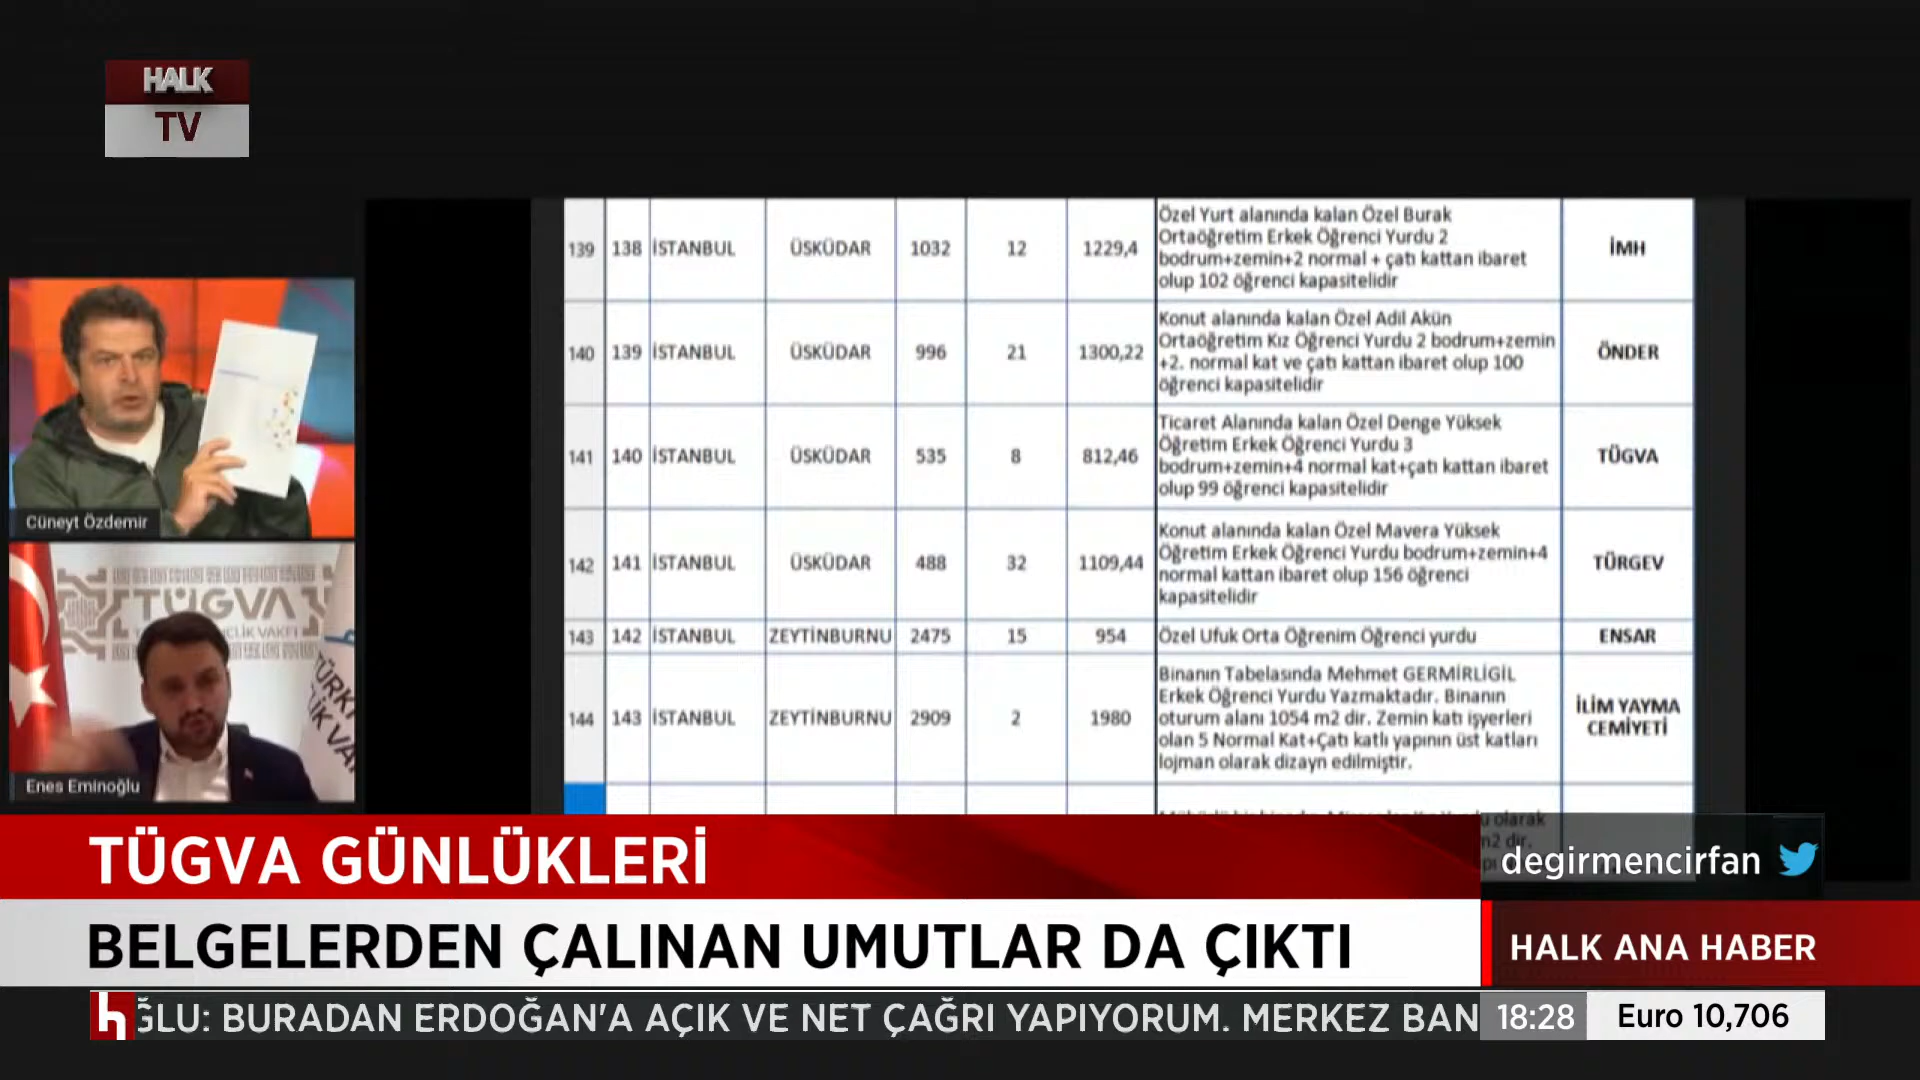 HALK
TV
139 138 İSTANBUL ÜSKÜDAR 1032 12 1229,4
Özel Yurt alanında kalan Özel Burak
Ortaöğretim Erkek Öğrenci Yurdu 2
bodrum+zemin+2 normal + çatı kattan ibaret
olup 102 öğrenci kapasitelidir
İMH
140 139 İSTANBUL ÜSKÜDAR 996 21 1300,22
Konut alanında kalan Özel Adil Akün
Ortaöğretim Kız Öğrenci Yurdu 2 bodrum+zemin
+2. normal kat ve çatı kattan ibaret olup 100
öğrenci kapasitelidir
ÖNDER
141 140 İSTANBUL ÜSKÜDAR 535 8 812,46
Ticaret Alanında kalan Özel Denge Yüksek
Öğretim Erkek Öğrenci Yurdu 3
bodrum+zemin+4 normal kat+çatı kattan ibaret
olup 99 öğrenci kapasitelidir
TÜGVA
142 141 İSTANBUL ÜSKÜDAR 488 32 1109,44
Konut alanında kalan Özel Mavera Yüksek
Öğretim Erkek Öğrenci Yurdu bodrum+zemin+4
normal kattan ibaret olup 156 öğrenci
kapasitelidir
TÜRGEV
143 142 İSTANBUL ZEYTİNBURNU 2475 15 954 Özel Ufuk Orta Öğrenim Öğrenci yurdu ENSAR
144 143 İSTANBUL ZEYTİNBURNU 2909 2 1980
Binanın Tabelasında Mehmet GERMİRLİGİL
Erkek Öğrenci Yurdu Yazmaktadır. Binanın
oturum alanı 1054 m2 dir. Zemin katı işyerleri
olan 5 Normal Kat+Çatı katlı yapının üst katları
lojman olarak dizayn edilmiştir.
İLİM YAYMA
CEMİYETİ
olarak
m2 dir.
Cüneyt Özdemir
TÜGVA
Enes Eminoğlu
TÜGVA GÜNLÜKLERİ
degirmencirfan
BELGELERDEN ÇALINAN UMUTLAR DA ÇIKTI
HALK ANA HABER
h ĞLU: BURADAN ERDOĞAN'A AÇIK VE NET ÇAĞRI YAPIYORUM. MERKEZ BAN 18:28 Euro 10,706